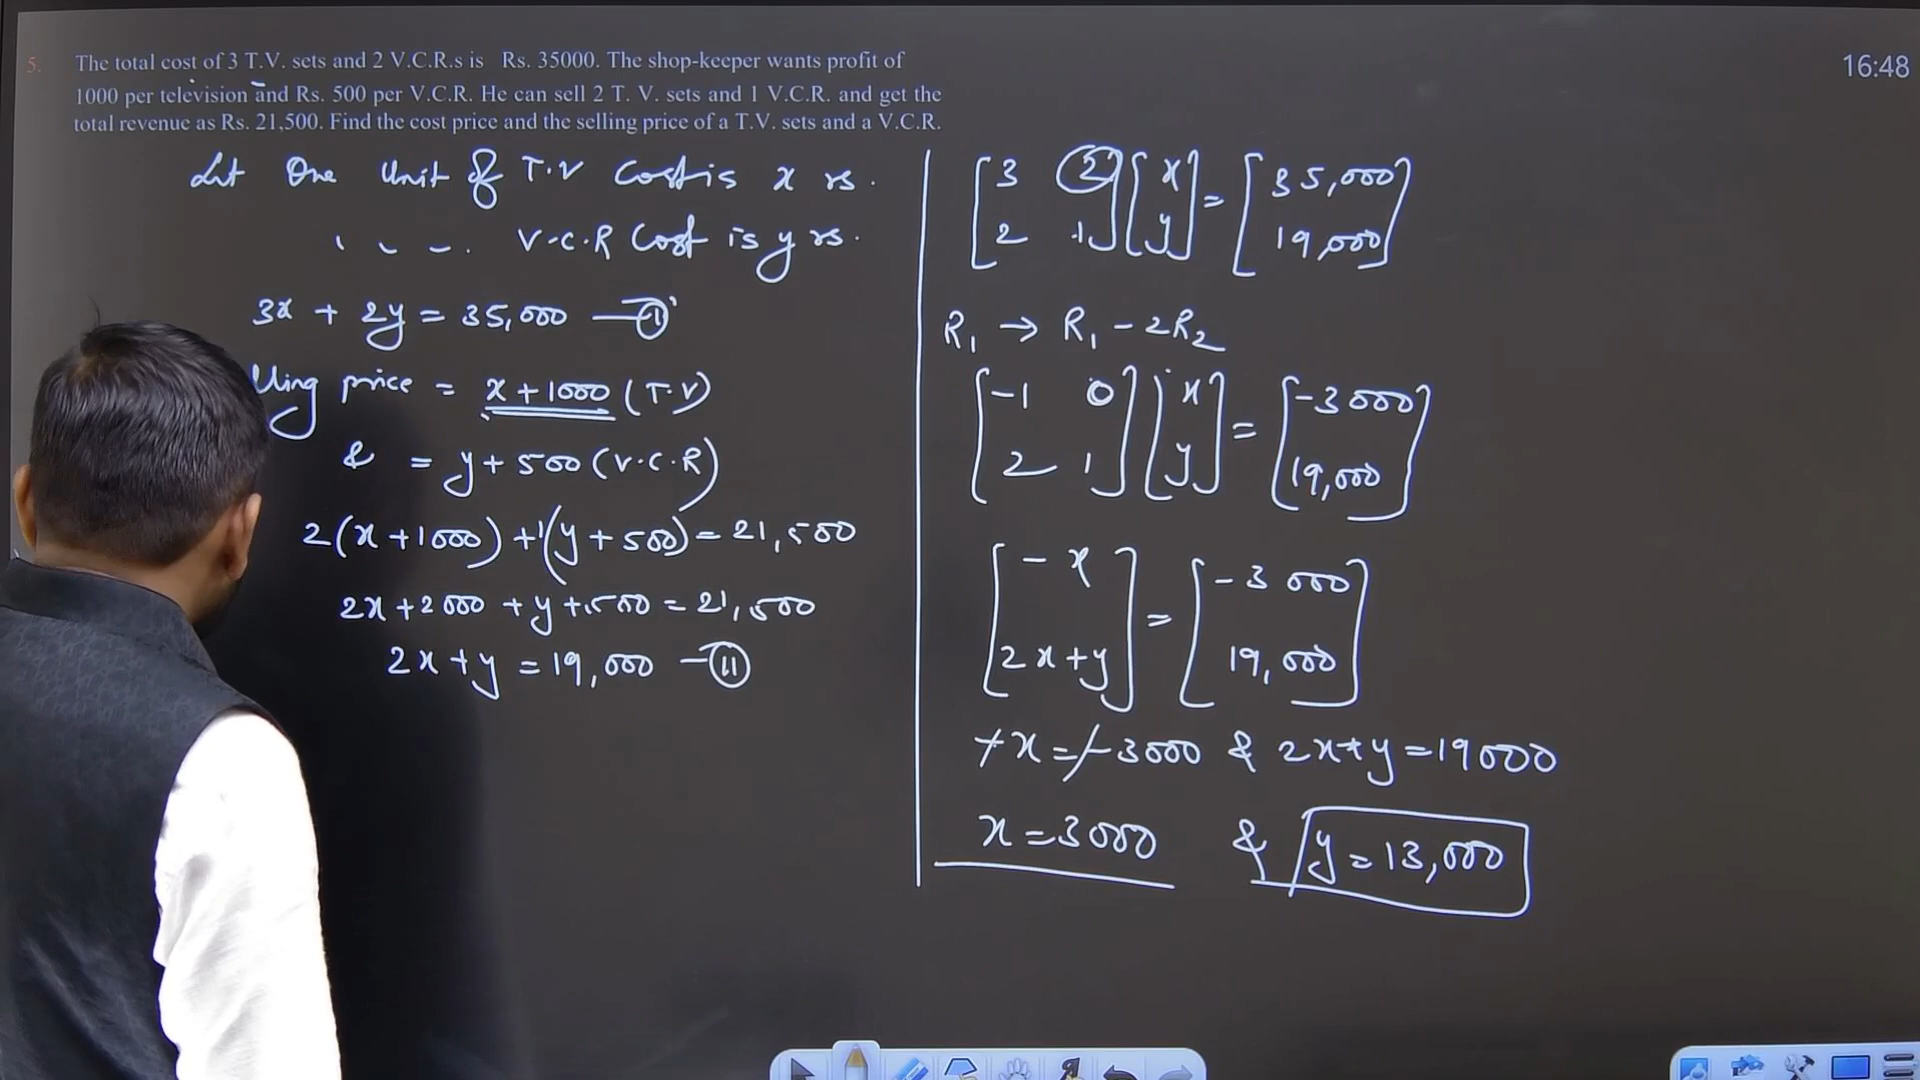 16:48
5. The total cost of 3 T.V. sets and 2 V.C.R.s is Rs. 35000. The shop-keeper wants profit of
1000 per television and Rs. 500 per V.C.R. He can sell 2 T. V. sets and 1 V.C.R. and get the
total revenue as Rs. 21,500. Find the cost price and the selling price of a T.V. sets and a V.C.R.
Let One Unit of T.V Cost is x rs.
V.C.R Cost is y rs.
3x + 2y = 35,000 — (I)
lling price = x + 1000 (T.V)
& = y + 500 (V.C.R)
2(x + 1000) + 1(y + 500) = 21,500
2x + 2000 + y + 500 = 21,500
2x + y = 19,000 — (II)
[3 2; 2 1] [x; y] = [35,000; 19,000]
R₁ → R₁ - 2R₂
[-1 0; 2 1] [x; y] = [-3000; 19,000]
[-x; 2x+y] = [-3000; 19,000]
-x = -3000 & 2x+y = 19000
x = 3000 & y = 13,000